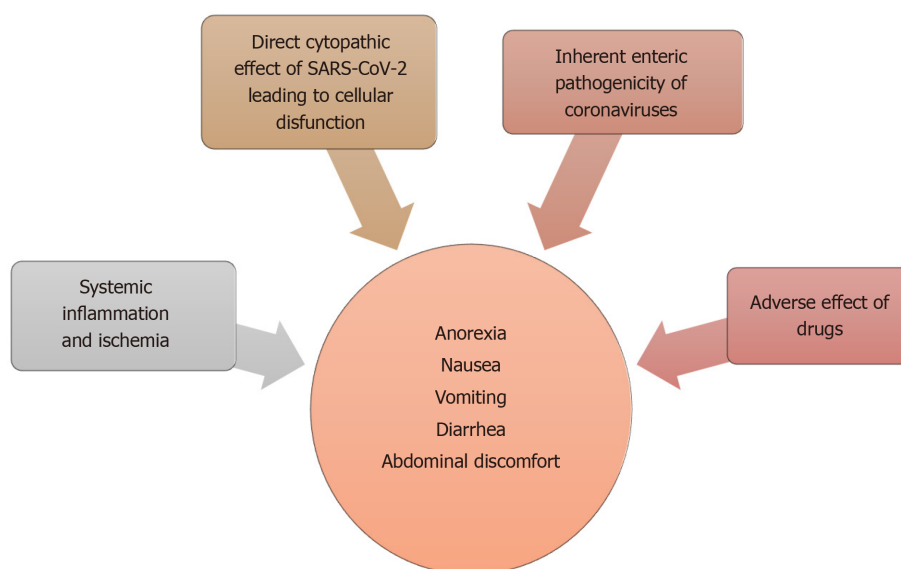 Direct cytopathic
effect of SARS-CoV-2
leading to cellular
disfunction
Inherent enteric
pathogenicity of
coronaviruses
Systemic
inflammation
and ischemia
Adverse effect of
drugs
Anorexia
Nausea
Vomiting
Diarrhea
Abdominal discomfort